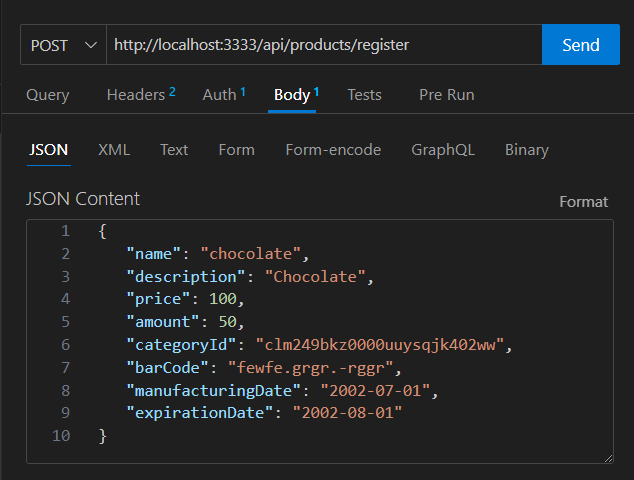 POST http://localhost:3333/api/products/register Send
Query Headers 2 Auth 1 Body 1 Tests Pre Run
JSON XML Text Form Form-encode GraphQL Binary
JSON Content Format
1 {
2 "name": "chocolate",
3 "description": "Chocolate",
4 "price": 100,
5 "amount": 50,
6 "categoryId": "clm249bkz0000uuysqjk402ww",
7 "barCode": "fewfe.grgr.-rggr",
8 "manufacturingDate": "2002-07-01",
9 "expirationDate": "2002-08-01"
10 }